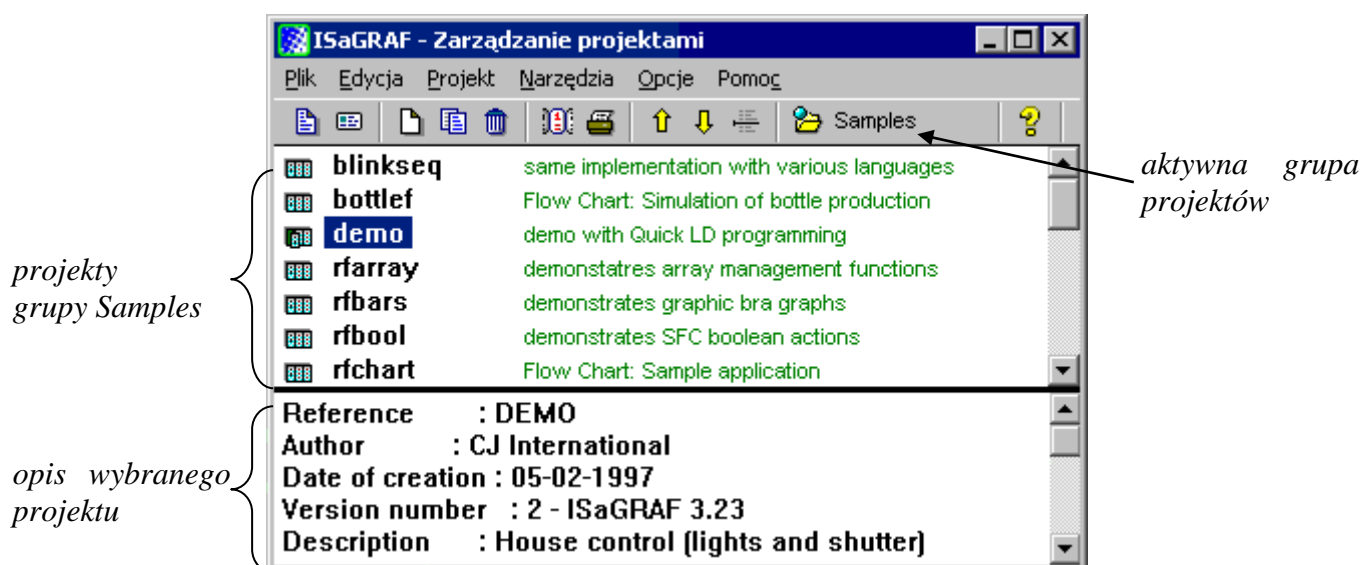 ISaGRAF - Zarządzanie projektami
Plik Edycja Projekt Narzędzia Opcje Pomoc
Samples
blinkseq same implementation with various languages
bottlef Flow Chart: Simulation of bottle production
demo demo with Quick LD programming
rfarray demonstatres array management functions
rfbars demonstrates graphic bra graphs
rfbool demonstrates SFC boolean actions
rfchart Flow Chart: Sample application
Reference : DEMO
Author : CJ International
Date of creation : 05-02-1997
Version number : 2 - ISaGRAF 3.23
Description : House control (lights and shutter)
projekty
grupy Samples
opis wybranego
projektu
aktywna grupa
projektów